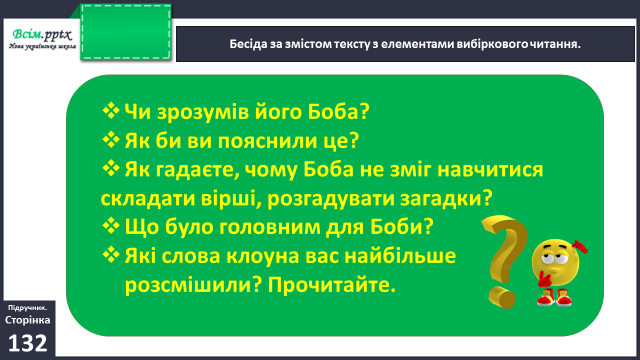 Всім.pptx
Нова українська школа
Бесіда за змістом тексту з елементами вибіркового читання.
❖ Чи зрозумів його Боба?
❖ Як би ви пояснили це?
❖ Як гадаєте, чому Боба не зміг навчитися
складати вірші, розгадувати загадки?
❖ Що було головним для Боби?
❖ Які слова клоуна вас найбільше
розсмішили? Прочитайте.
Підручник.
Сторінка
132